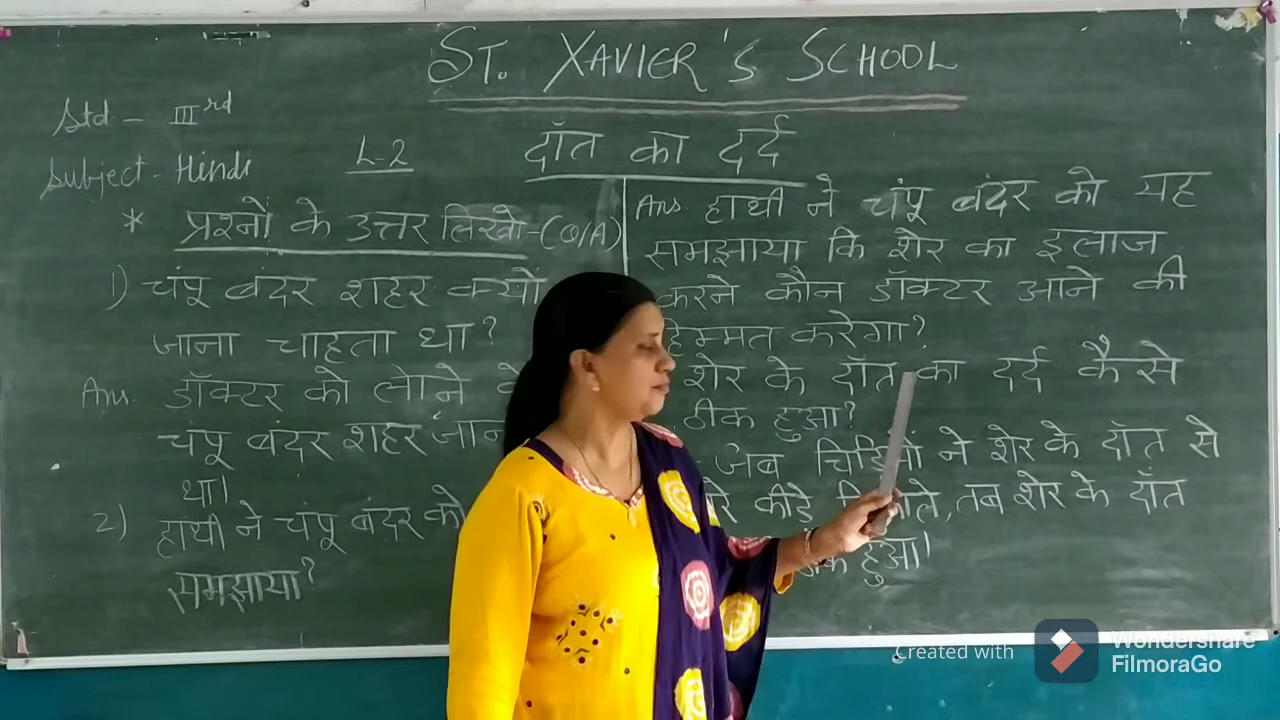 ST. XAVIER'S SCHOOL
Std - III rd
Subject - Hindi
L-2
दाँत का दर्द
* प्रश्नों के उत्तर लिखो - (Q/A)
1) चंपू बंदर शहर क्यों
जाना चाहता था?
Ans. डॉक्टर को लाने के
चंपू बंदर शहर जान
था।
2) हाथी ने चंपू बंदर को
समझाया?
Ans. हाथी ने चंपू बंदर को यह
समझाया कि शेर का इलाज
करने कौन डॉक्टर आने की
हिम्मत करेगा?
शेर के दाँत का दर्द कैसे
ठीक हुआ?
जब चिड़ियों ने शेर के दाँत से
कीड़े निकाले, तब शेर के दाँत
हुआ।
Created with
Wondershare
FilmoraGo